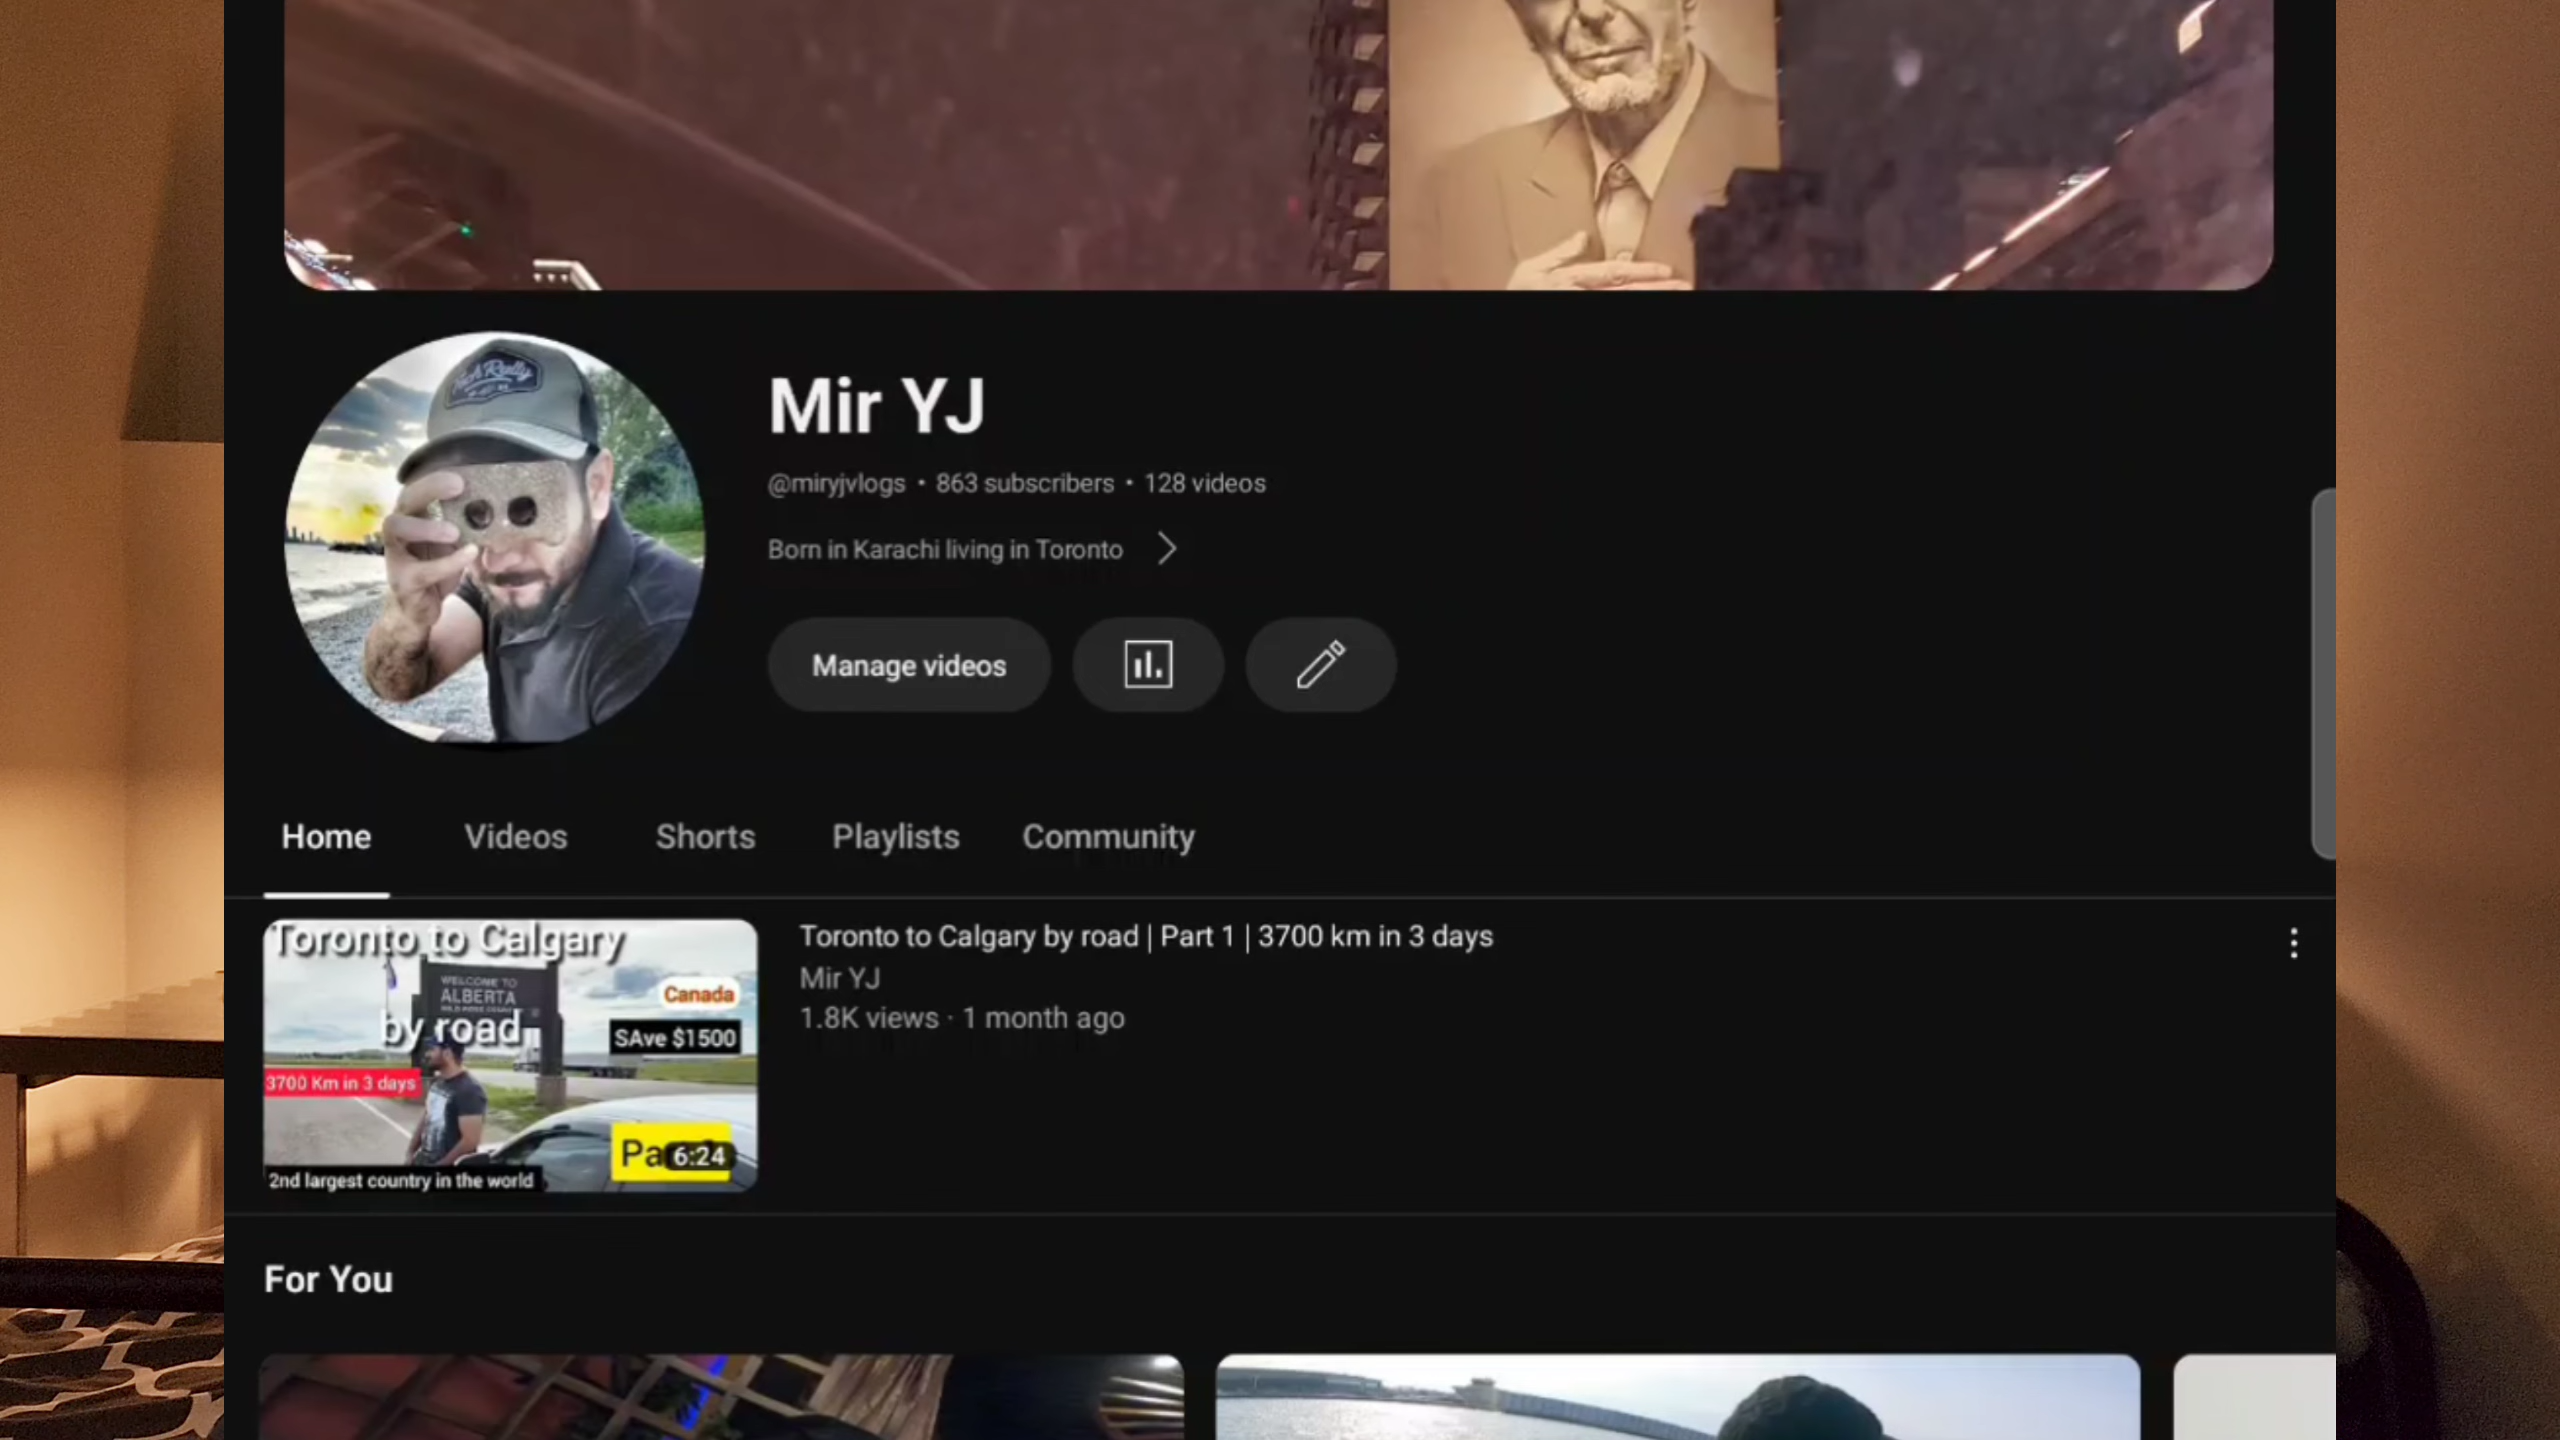 Mir YJ
@miryjvlogs • 863 subscribers • 128 videos
Born in Karachi living in Toronto
Manage videos
Home Videos Shorts Playlists Community
Toronto to Calgary
by road
WELCOME TO
ALBERTA
Canada
SAve $1500
3700 Km in 3 days
6:24
2nd largest country in the world
Toronto to Calgary by road | Part 1 | 3700 km in 3 days
Mir YJ
1.8K views · 1 month ago
For You